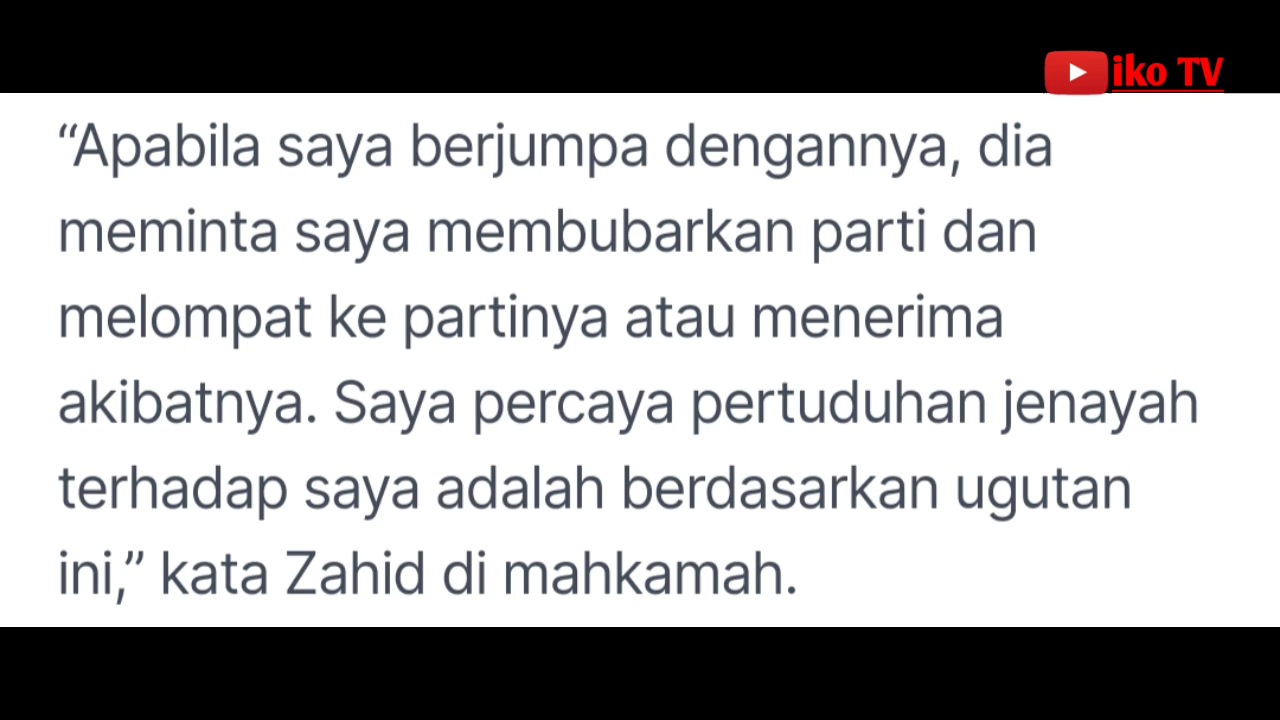 iko TV
“Apabila saya berjumpa dengannya, dia
meminta saya membubarkan parti dan
melompat ke partinya atau menerima
akibatnya. Saya percaya pertuduhan jenayah
terhadap saya adalah berdasarkan ugutan
ini,” kata Zahid di mahkamah.